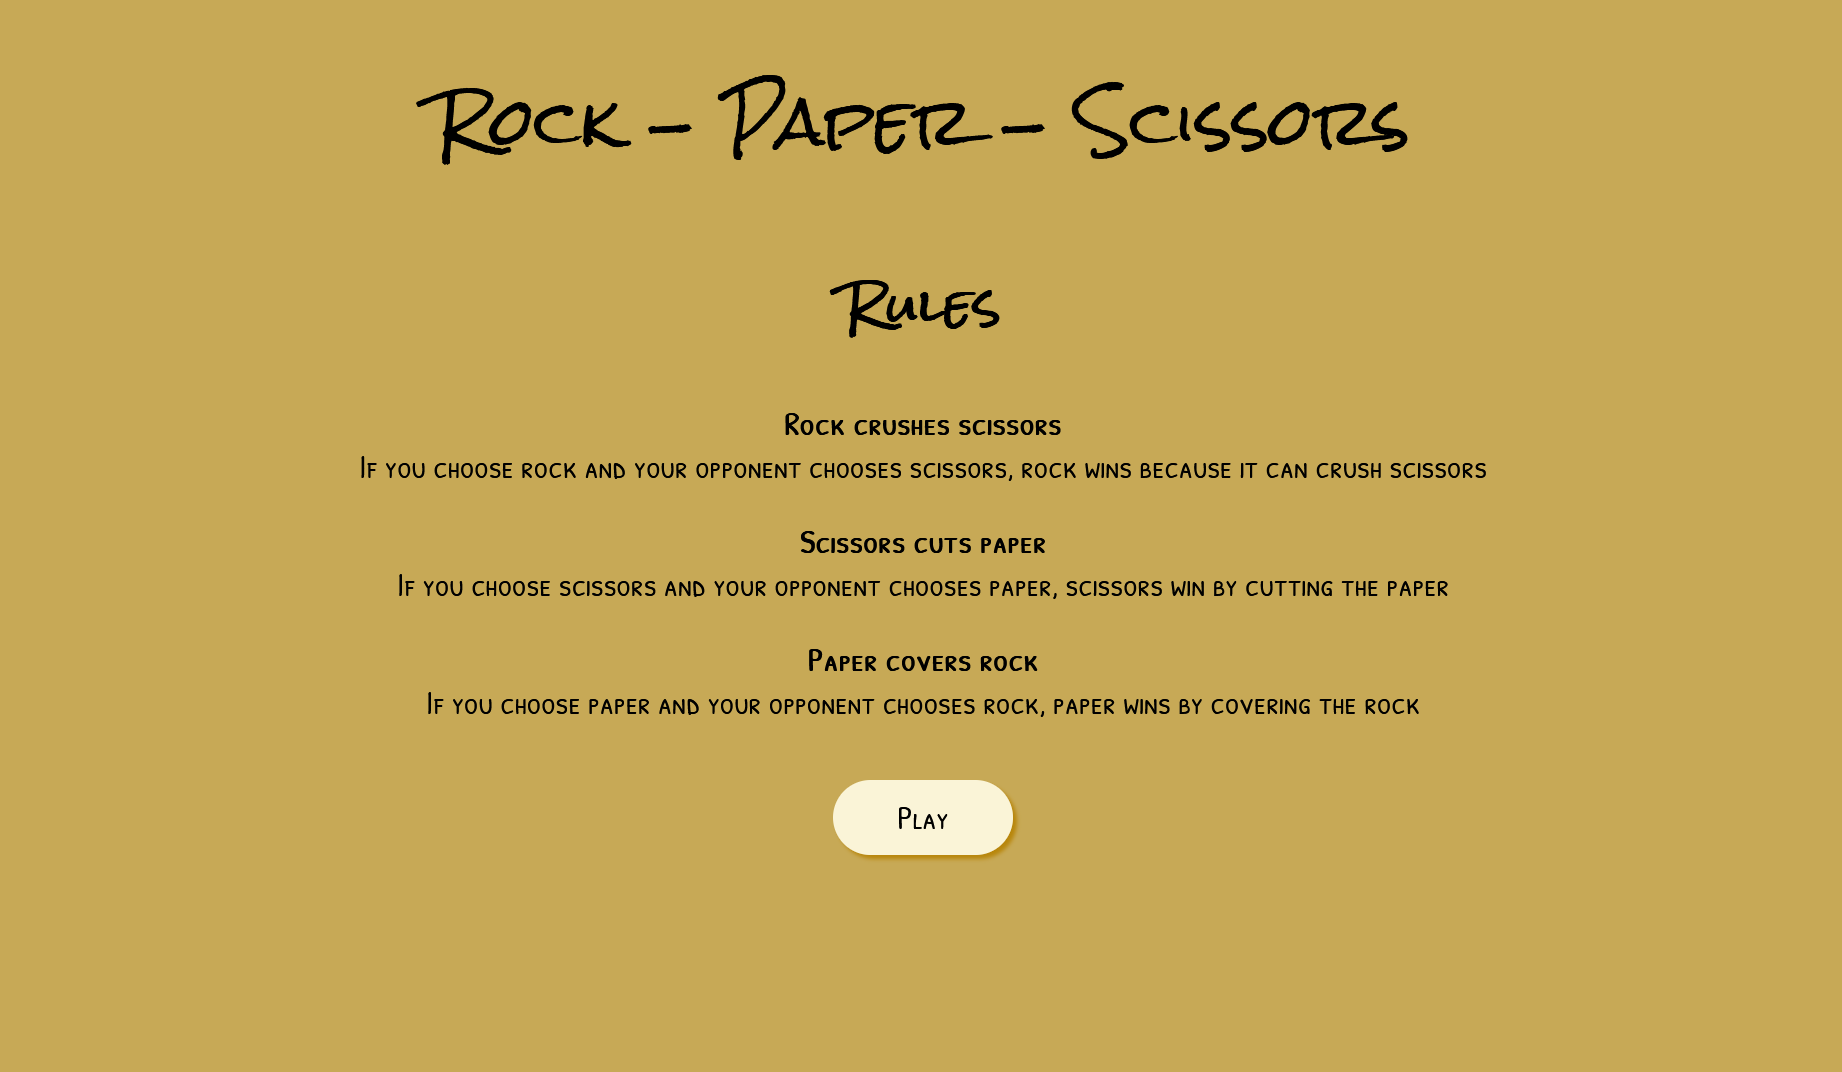 Rock - Paper - Scissors
Rules
Rock crushes scissors
If you choose rock and your opponent chooses scissors, rock wins because it can crush scissors
Scissors cuts paper
If you choose scissors and your opponent chooses paper, scissors win by cutting the paper
Paper covers rock
If you choose paper and your opponent chooses rock, paper wins by covering the rock
Play